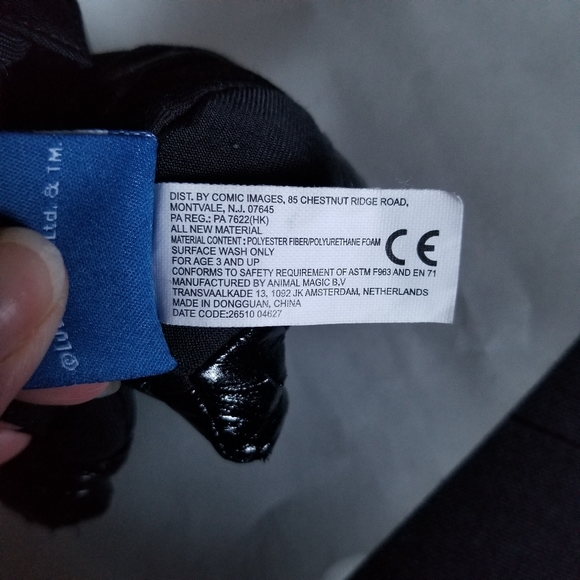 DIST. BY COMIC IMAGES, 85 CHESTNUT RIDGE ROAD,
MONTVALE, N.J. 07645
PA REG.: PA 7622(HK)
ALL NEW MATERIAL
MATERIAL CONTENT : POLYESTER FIBER/POLYURETHANE FOAM
SURFACE WASH ONLY
FOR AGE 3 AND UP
CONFORMS TO SAFETY REQUIREMENT OF ASTM F963 AND EN 71
MANUFACTURED BY ANIMAL MAGIC B,V
TRANSVAALKADE 13, 1092 JK AMSTERDAM, NETHERLANDS
MADE IN DONGGUAN, CHINA
DATE CODE:26510 04627
CE
Ltd. & TM.